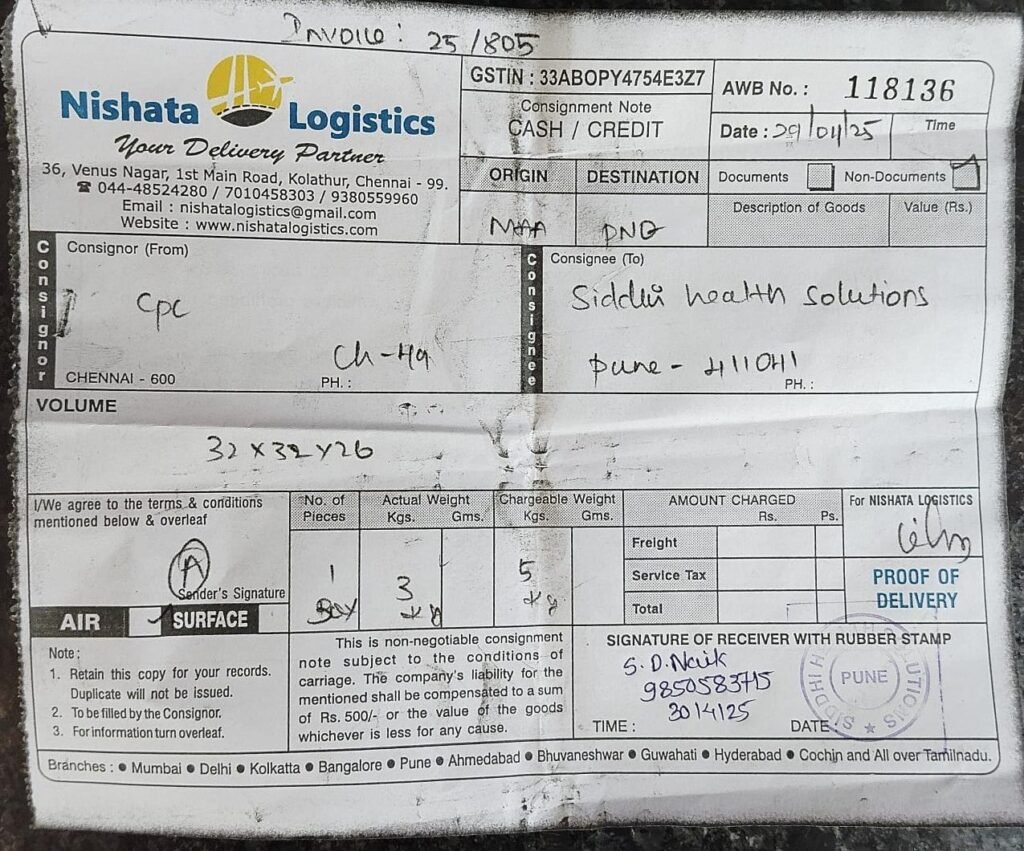 Invoice: 25/805
Nishata Logistics
Your Delivery Partner
36, Venus Nagar, 1st Main Road, Kolathur, Chennai - 99.
☎ 044-48524280 / 7010458303 / 9380559960
Email : nishatalogistics@gmail.com
Website : www.nishatalogistics.com
GSTIN : 33ABOPY4754E3Z7
Consignment Note
CASH / CREDIT
AWB No. : 118136
Date : 29/04/25 Time
ORIGIN DESTINATION
MAA PNQ
Documents Non-Documents
Description of Goods Value (Rs.)
Consignor
Consignor (From)
CPC
Ch-49
CHENNAI - 600 PH. :
Consignee
Consignee (To)
Siddhi health Solutions
Pune - 411041
PH. :
VOLUME
32 x 32 x 26
I/We agree to the terms & conditions
mentioned below & overleaf
A
Sender's Signature
AIR SURFACE
No. of
Pieces
1
Box
Actual Weight
Kgs. Gms.
3
kg
Chargeable Weight
Kgs. Gms.
5
kg
AMOUNT CHARGED
Rs. Ps.
Freight
Service Tax
Total
For NISHATA LOGISTICS
PROOF OF
DELIVERY
Note :
1. Retain this copy for your records.
Duplicate will not be issued.
2. To be filled by the Consignor.
3. For information turn overleaf.
This is non-negotiable consignment
note subject to the conditions of
carriage. The company's liability for the
mentioned shall be compensated to a sum
of Rs. 500/- or the value of the goods
whichever is less for any cause.
SIGNATURE OF RECEIVER WITH RUBBER STAMP
S. D. Naik
30/4/25
TIME : DATE
SIDDHI
PUNE
Branches : ● Mumbai ● Delhi ● Kolkatta ● Bangalore ● Pune ● Ahmedabad ● Bhuvaneshwar ● Guwahati ● Hyderabad ● Cochin and All over Tamilnadu.